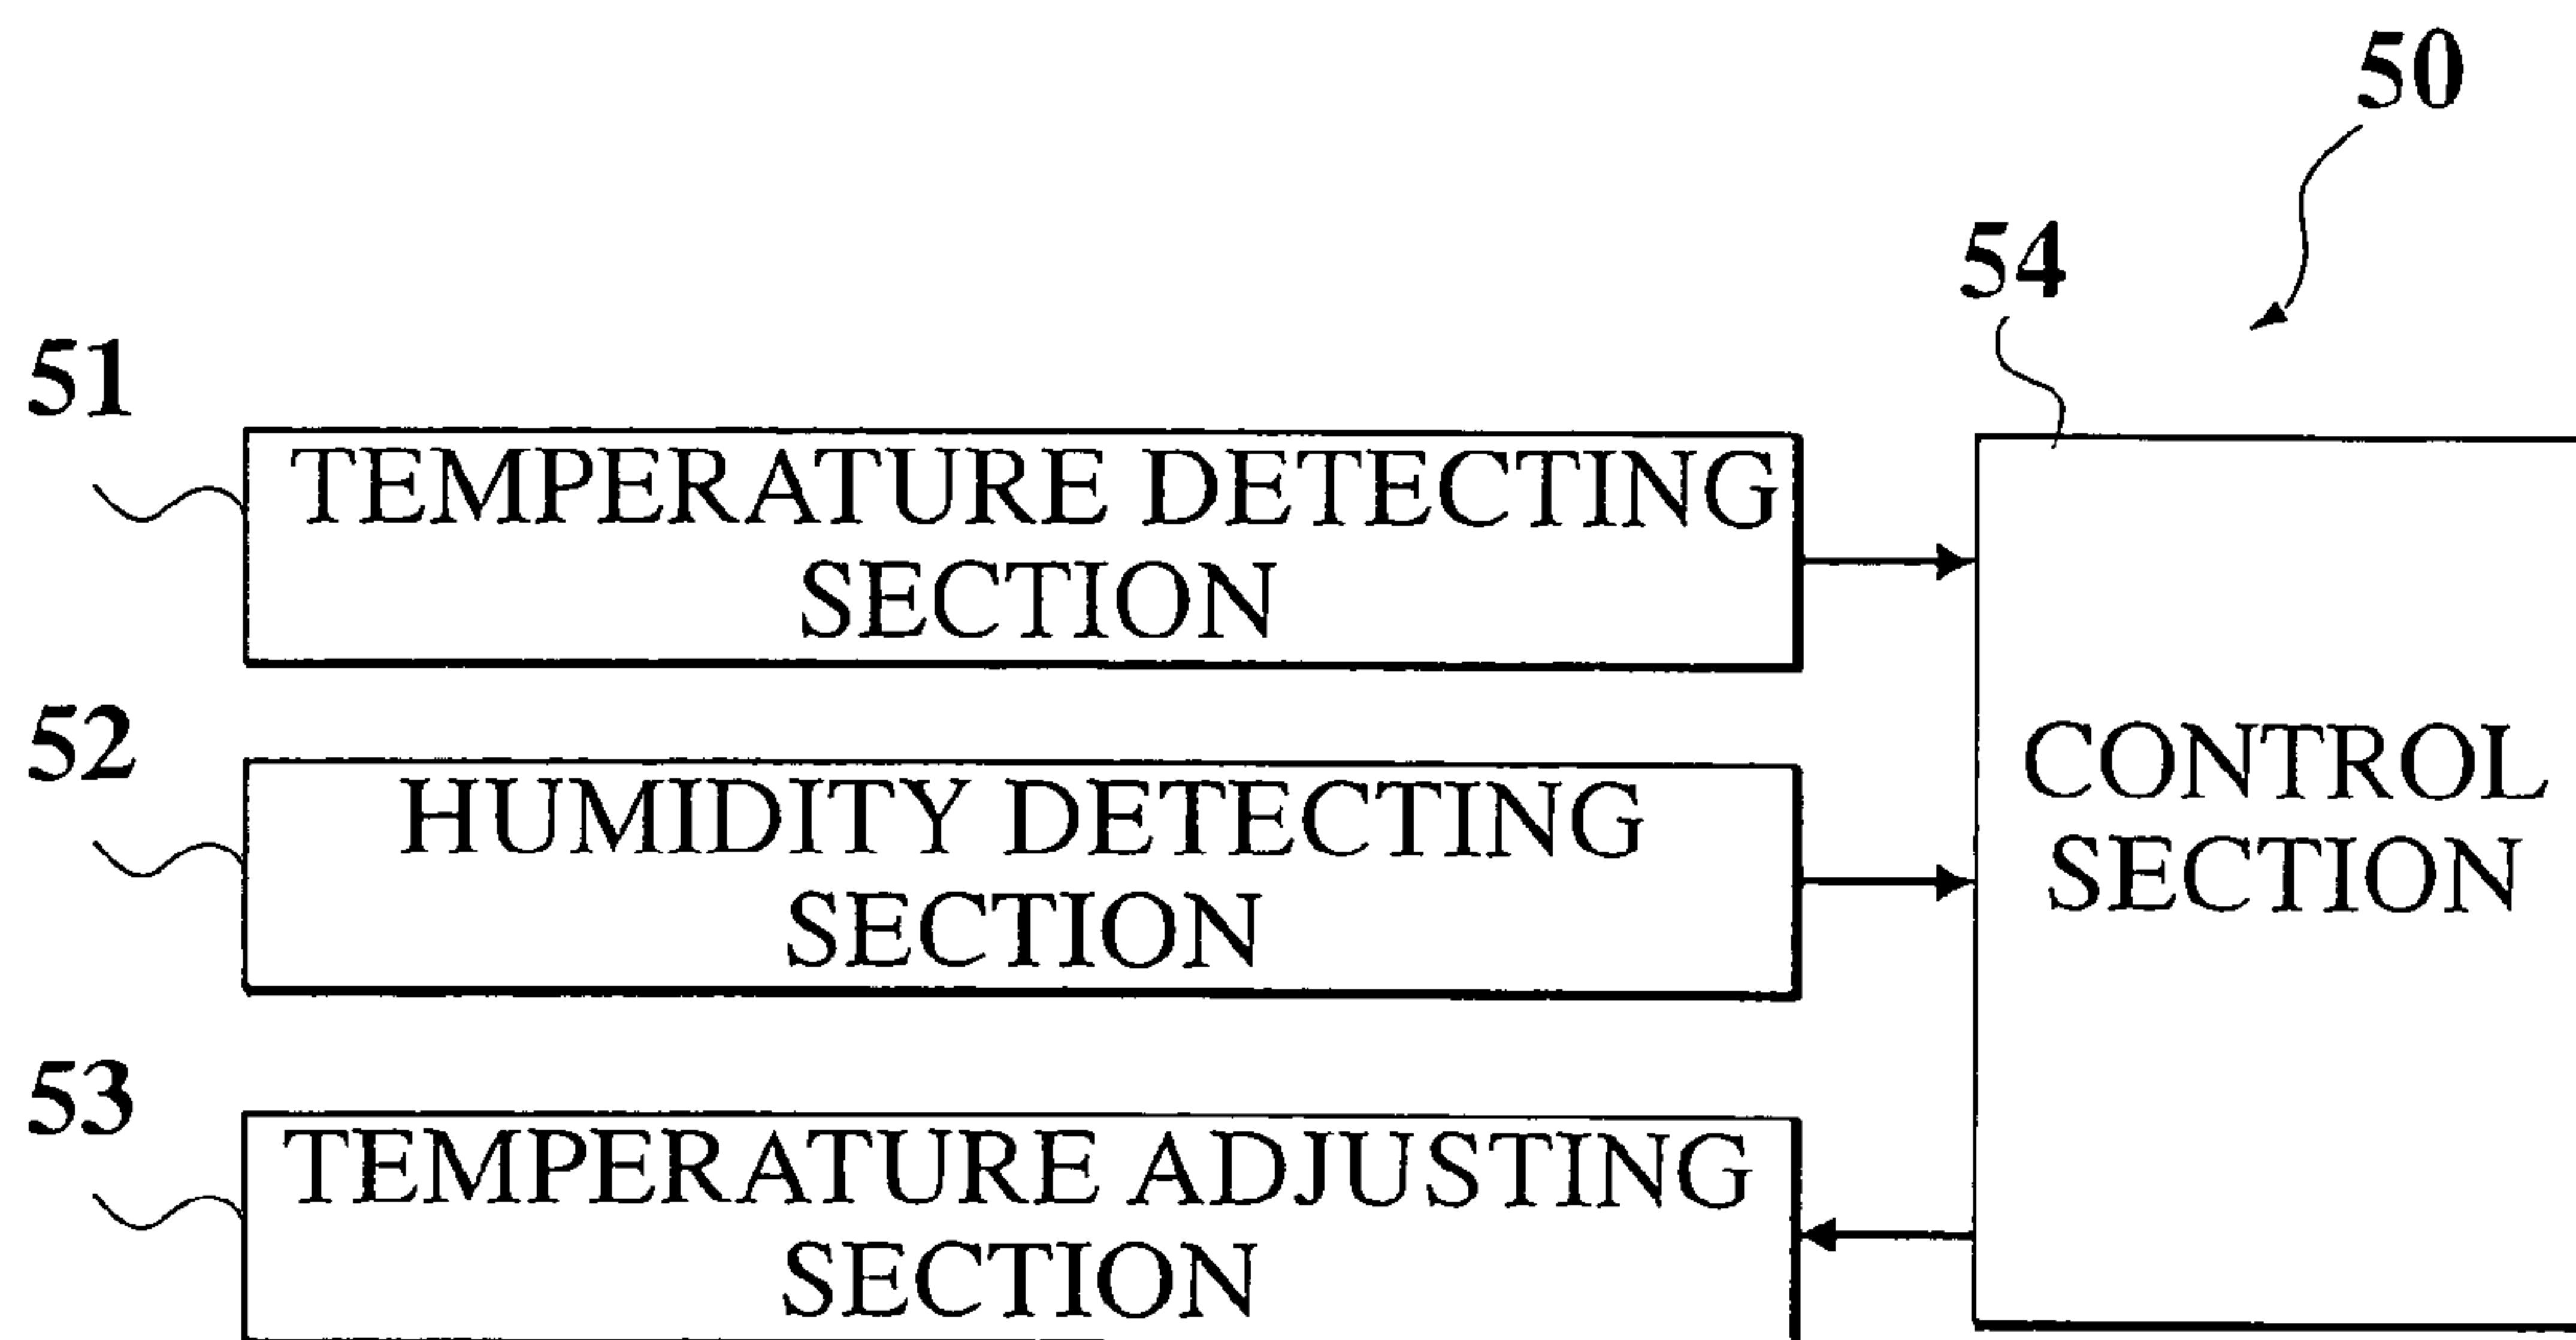 50
54
51
TEMPERATURE DETECTING
SECTION
52
HUMIDITY DETECTING
SECTION
CONTROL
SECTION
53
TEMPERATURE ADJUSTING
SECTION